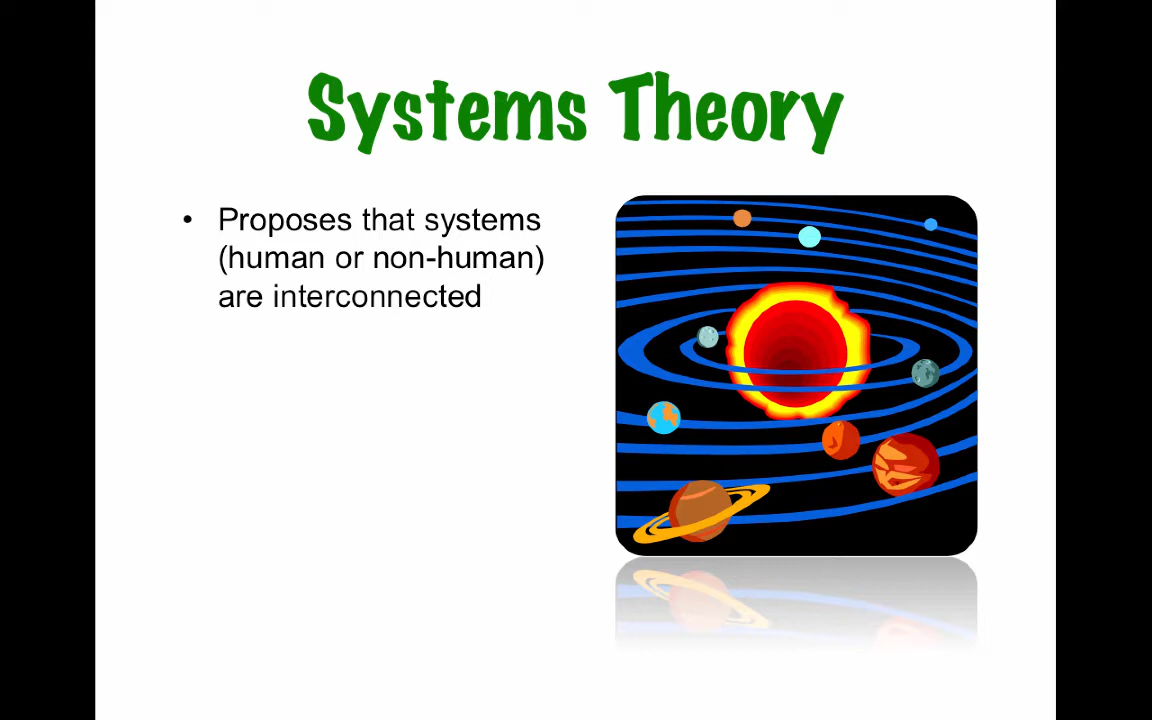 Systems Theory
• Proposes that systems
(human or non-human)
are interconnected